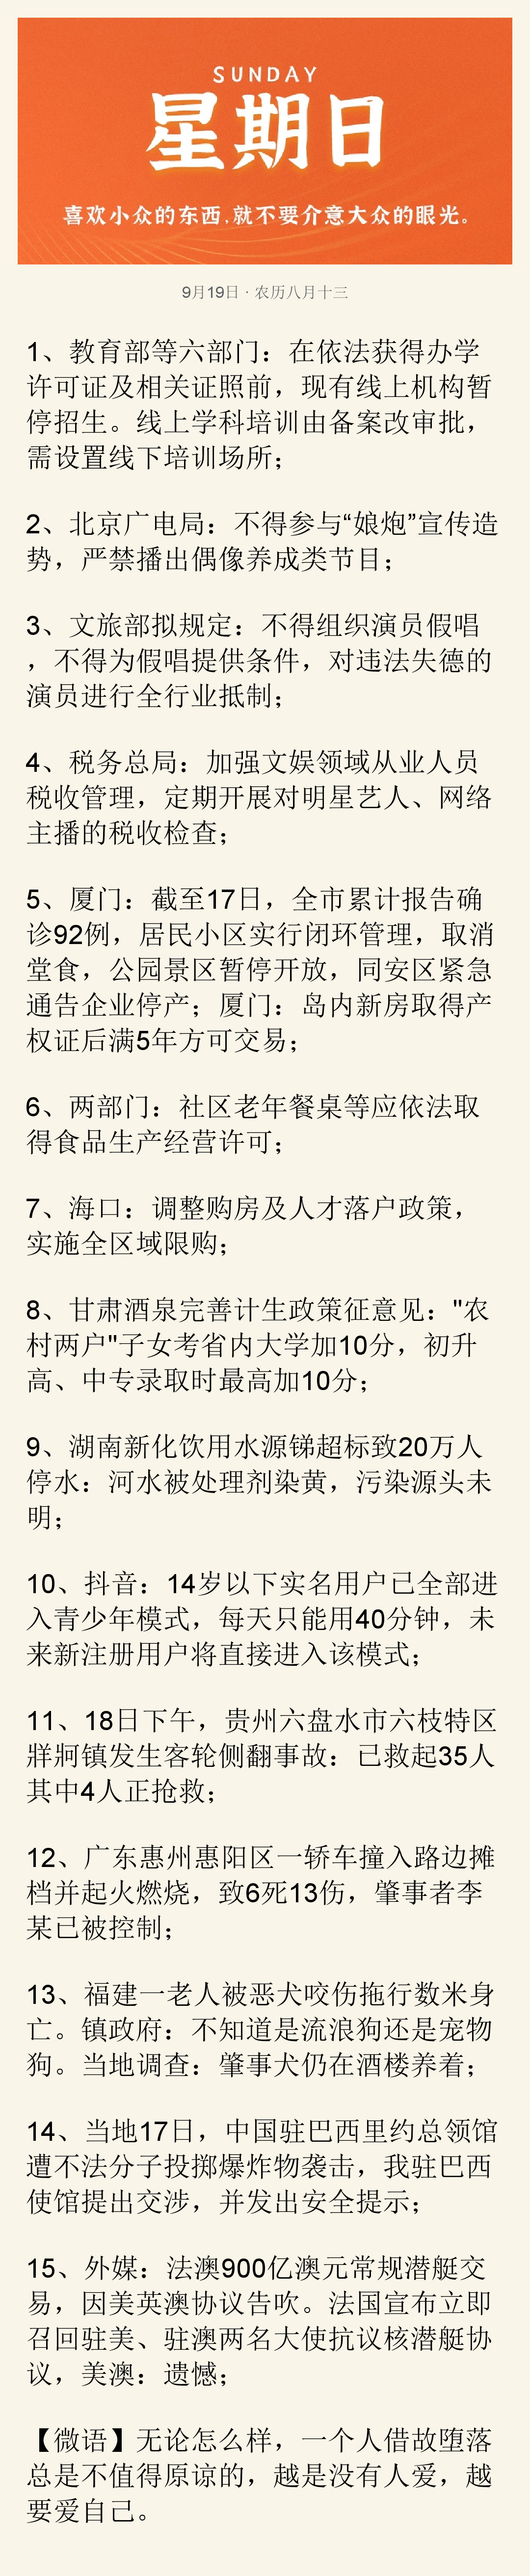 SUNDAY
星期日
喜欢小众的东西,就不要介意大众的眼光。
9月19日 · 农历八月十三
1、教育部等六部门：在依法获得办学
许可证及相关证照前，现有线上机构暂
停招生。线上学科培训由备案改审批，
需设置线下培训场所；
2、北京广电局：不得参与“娘炮”宣传造
势，严禁播出偶像养成类节目；
3、文旅部拟规定：不得组织演员假唱
，不得为假唱提供条件，对违法失德的
演员进行全行业抵制；
4、税务总局：加强文娱领域从业人员
税收管理，定期开展对明星艺人、网络
主播的税收检查；
5、厦门：截至17日，全市累计报告确
诊92例，居民小区实行闭环管理，取消
堂食，公园景区暂停开放，同安区紧急
通告企业停产；厦门：岛内新房取得产
权证后满5年方可交易；
6、两部门：社区老年餐桌等应依法取
得食品生产经营许可；
7、海口：调整购房及人才落户政策，
实施全区域限购；
8、甘肃酒泉完善计生政策征意见："农
村两户"子女考省内大学加10分，初升
高、中专录取时最高加10分；
9、湖南新化饮用水源锑超标致20万人
停水：河水被处理剂染黄，污染源头未
明；
10、抖音：14岁以下实名用户已全部进
入青少年模式，每天只能用40分钟，未
来新注册用户将直接进入该模式；
11、18日下午，贵州六盘水市六枝特区
牂牁镇发生客轮侧翻事故：已救起35人
其中4人正抢救；
12、广东惠州惠阳区一轿车撞入路边摊
档并起火燃烧，致6死13伤，肇事者李
某已被控制；
13、福建一老人被恶犬咬伤拖行数米身
亡。镇政府：不知道是流浪狗还是宠物
狗。当地调查：肇事犬仍在酒楼养着；
14、当地17日，中国驻巴西里约总领馆
遭不法分子投掷爆炸物袭击，我驻巴西
使馆提出交涉，并发出安全提示；
15、外媒：法澳900亿澳元常规潜艇交
易，因美英澳协议告吹。法国宣布立即
召回驻美、驻澳两名大使抗议核潜艇协
议，美澳：遗憾；
【微语】无论怎么样，一个人借故堕落
总是不值得原谅的，越是没有人爱，越
要爱自己。